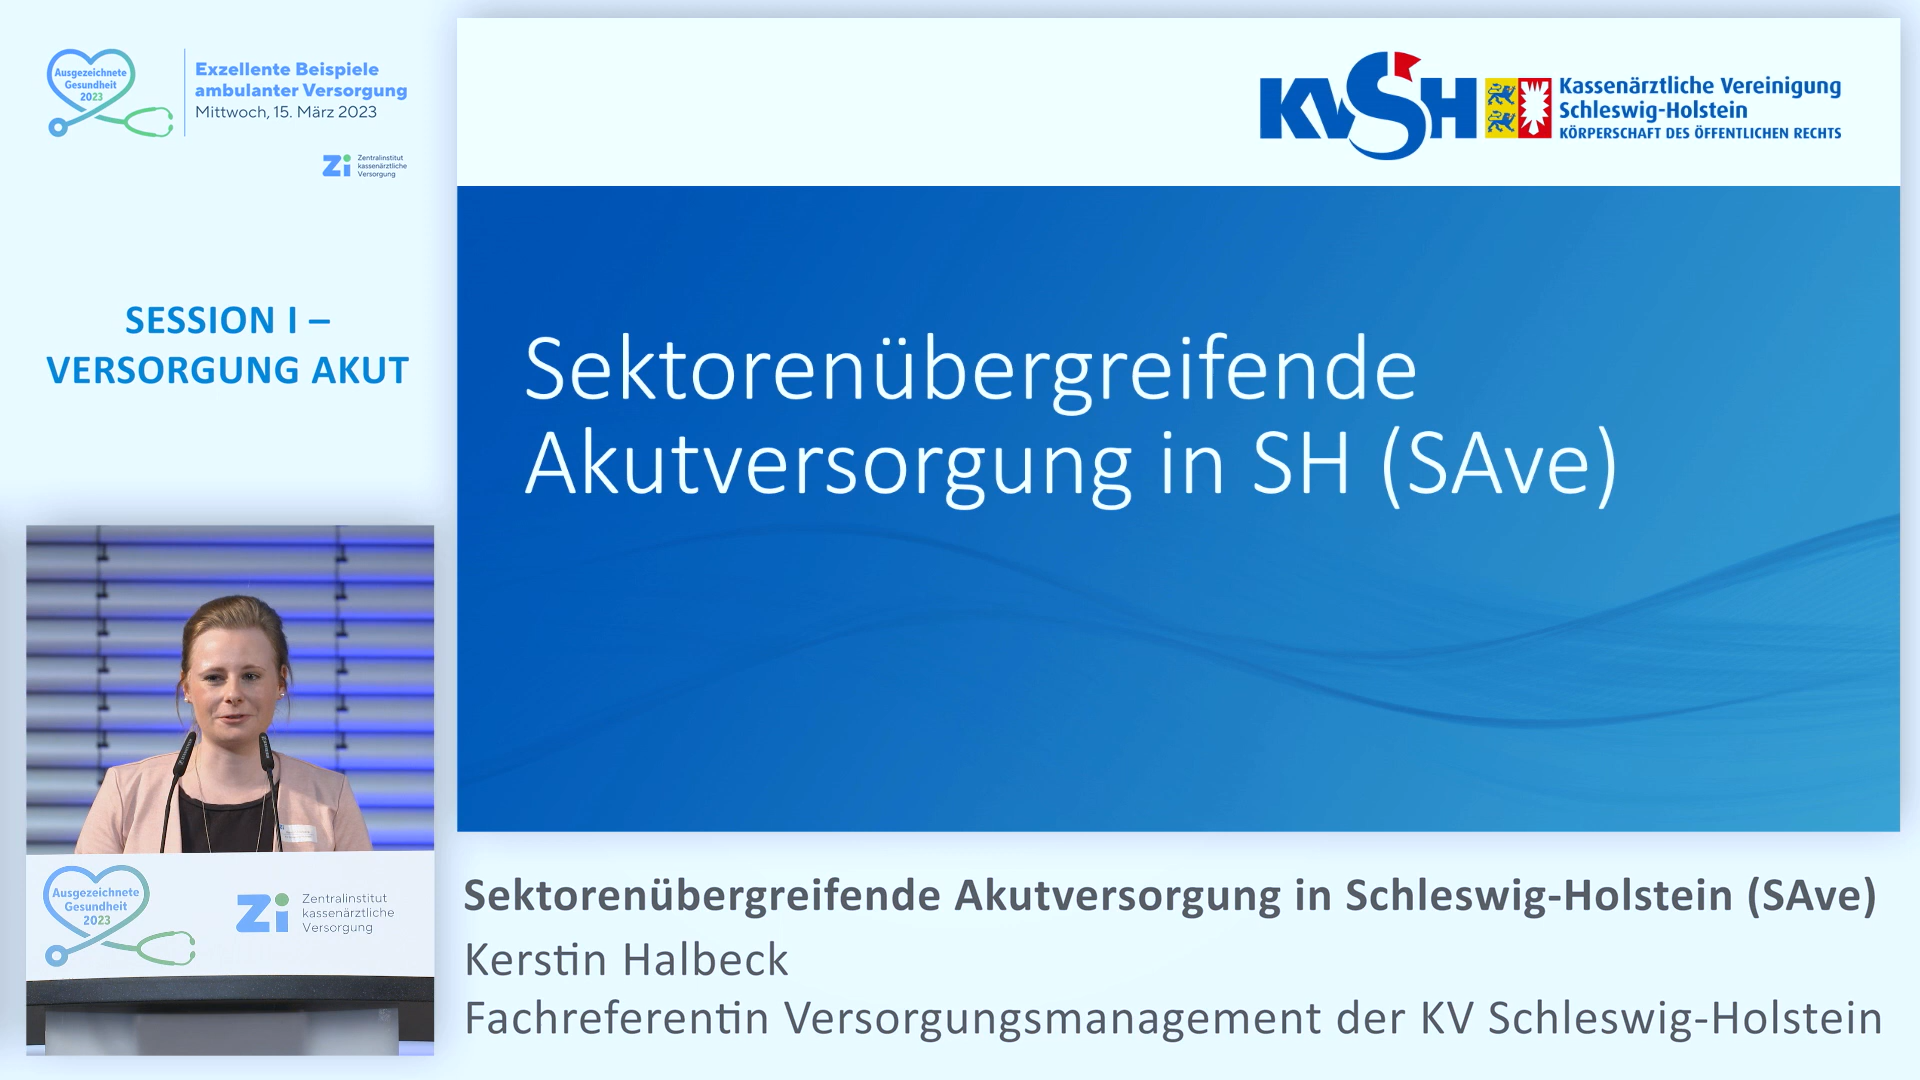 Ausgezeichnete
Gesundheit
2023
Exzellente Beispiele
ambulanter Versorgung
Mittwoch, 15. März 2023
Zi
Zentralinstitut
kassenärztliche
Versorgung
SESSION I –
VERSORGUNG AKUT
KVSH
Kassenärztliche Vereinigung
Schleswig-Holstein
KÖRPERSCHAFT DES ÖFFENTLICHEN RECHTS
Sektorenübergreifende
Akutversorgung in SH (SAve)
Ausgezeichnete
Gesundheit
2023
Zi
Zentralinstitut
kassenärztliche
Versorgung
Sektorenübergreifende Akutversorgung in Schleswig-Holstein (SAve)
Kerstin Halbeck
Fachreferentin Versorgungsmanagement der KV Schleswig-Holstein